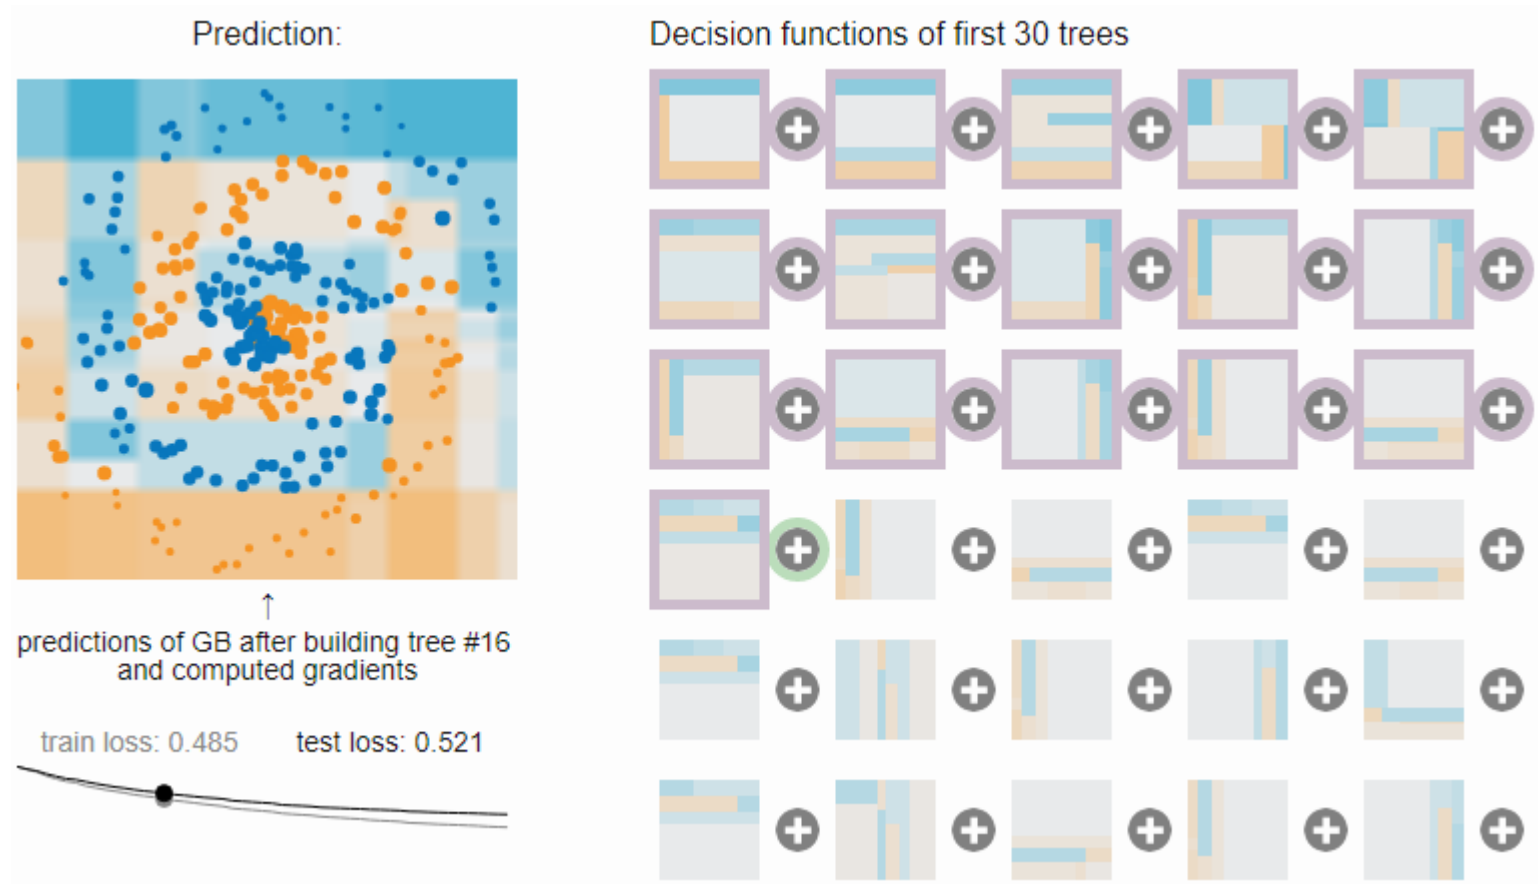 Prediction:
Decision functions of first 30 trees
↑
predictions of GB after building tree #16
and computed gradients
train loss: 0.485
test loss: 0.521